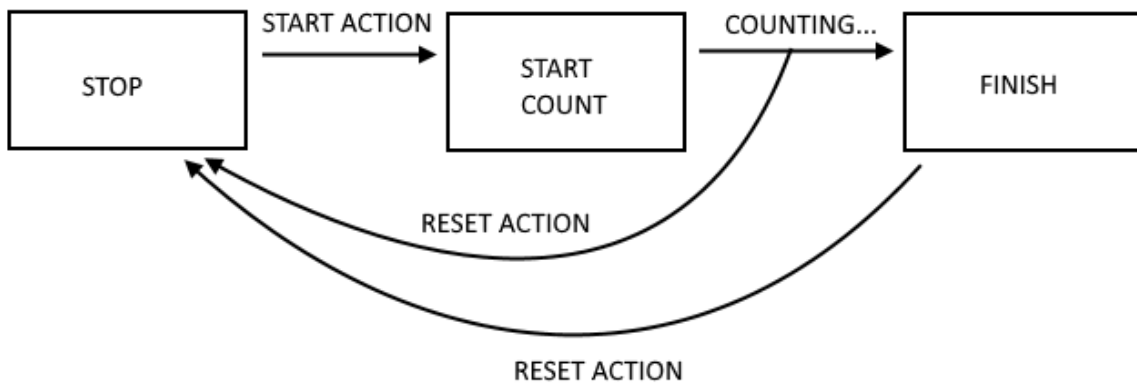 START ACTION
COUNTING...
STOP
START
COUNT
FINISH
RESET ACTION
RESET ACTION